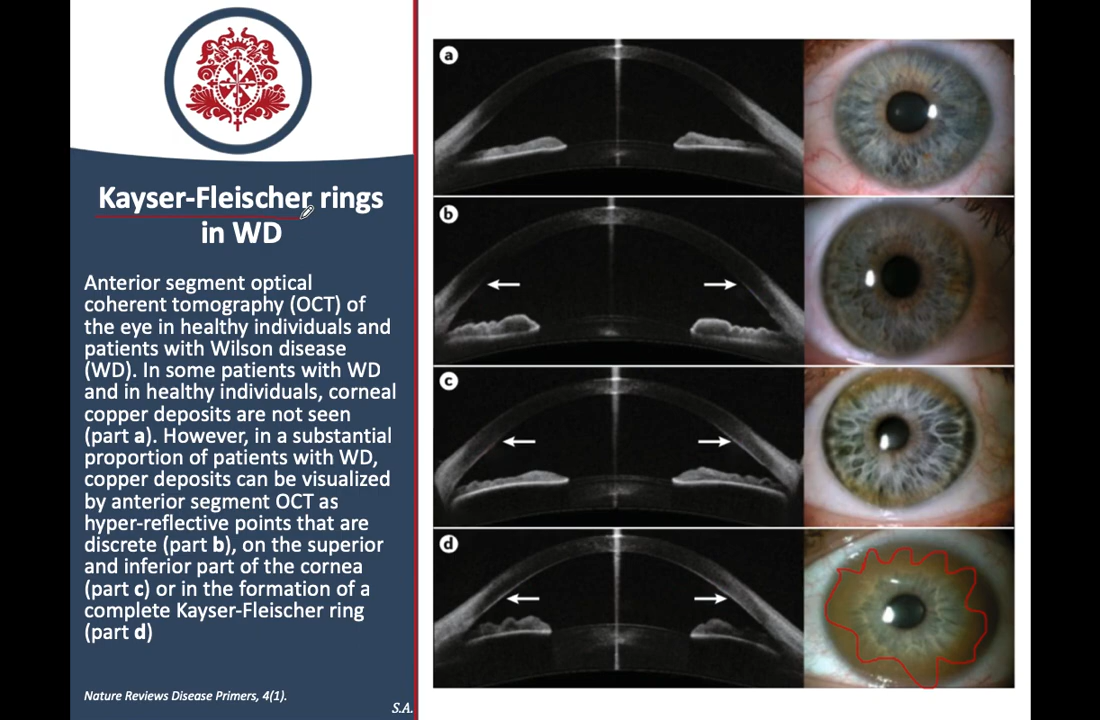 Kayser-Fleischer rings
in WD
Anterior segment optical
coherent tomography (OCT) of
the eye in healthy individuals and
patients with Wilson disease
(WD). In some patients with WD
and in healthy individuals, corneal
copper deposits are not seen
(part a). However, in a substantial
proportion of patients with WD,
copper deposits can be visualized
by anterior segment OCT as
hyper-reflective points that are
discrete (part b), on the superior
and inferior part of the cornea
(part c) or in the formation of a
complete Kayser-Fleischer ring
(part d)
Nature Reviews Disease Primers, 4(1).
S.A.
a
b
c
d